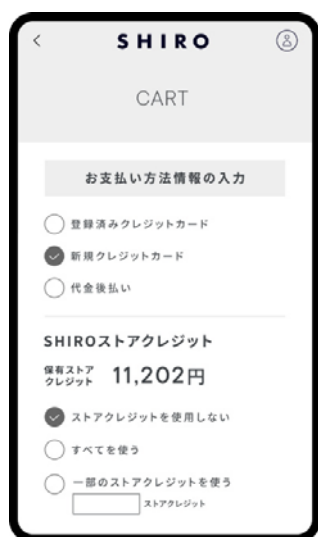 SHIRO
CART
お支払い方法情報の入力
登録済みクレジットカード
新規クレジットカード
代金後払い
SHIROストアクレジット
保有ストア
クレジット 11,202円
ストアクレジットを使用しない
すべてを使う
一部のストアクレジットを使う
ストアクレジット